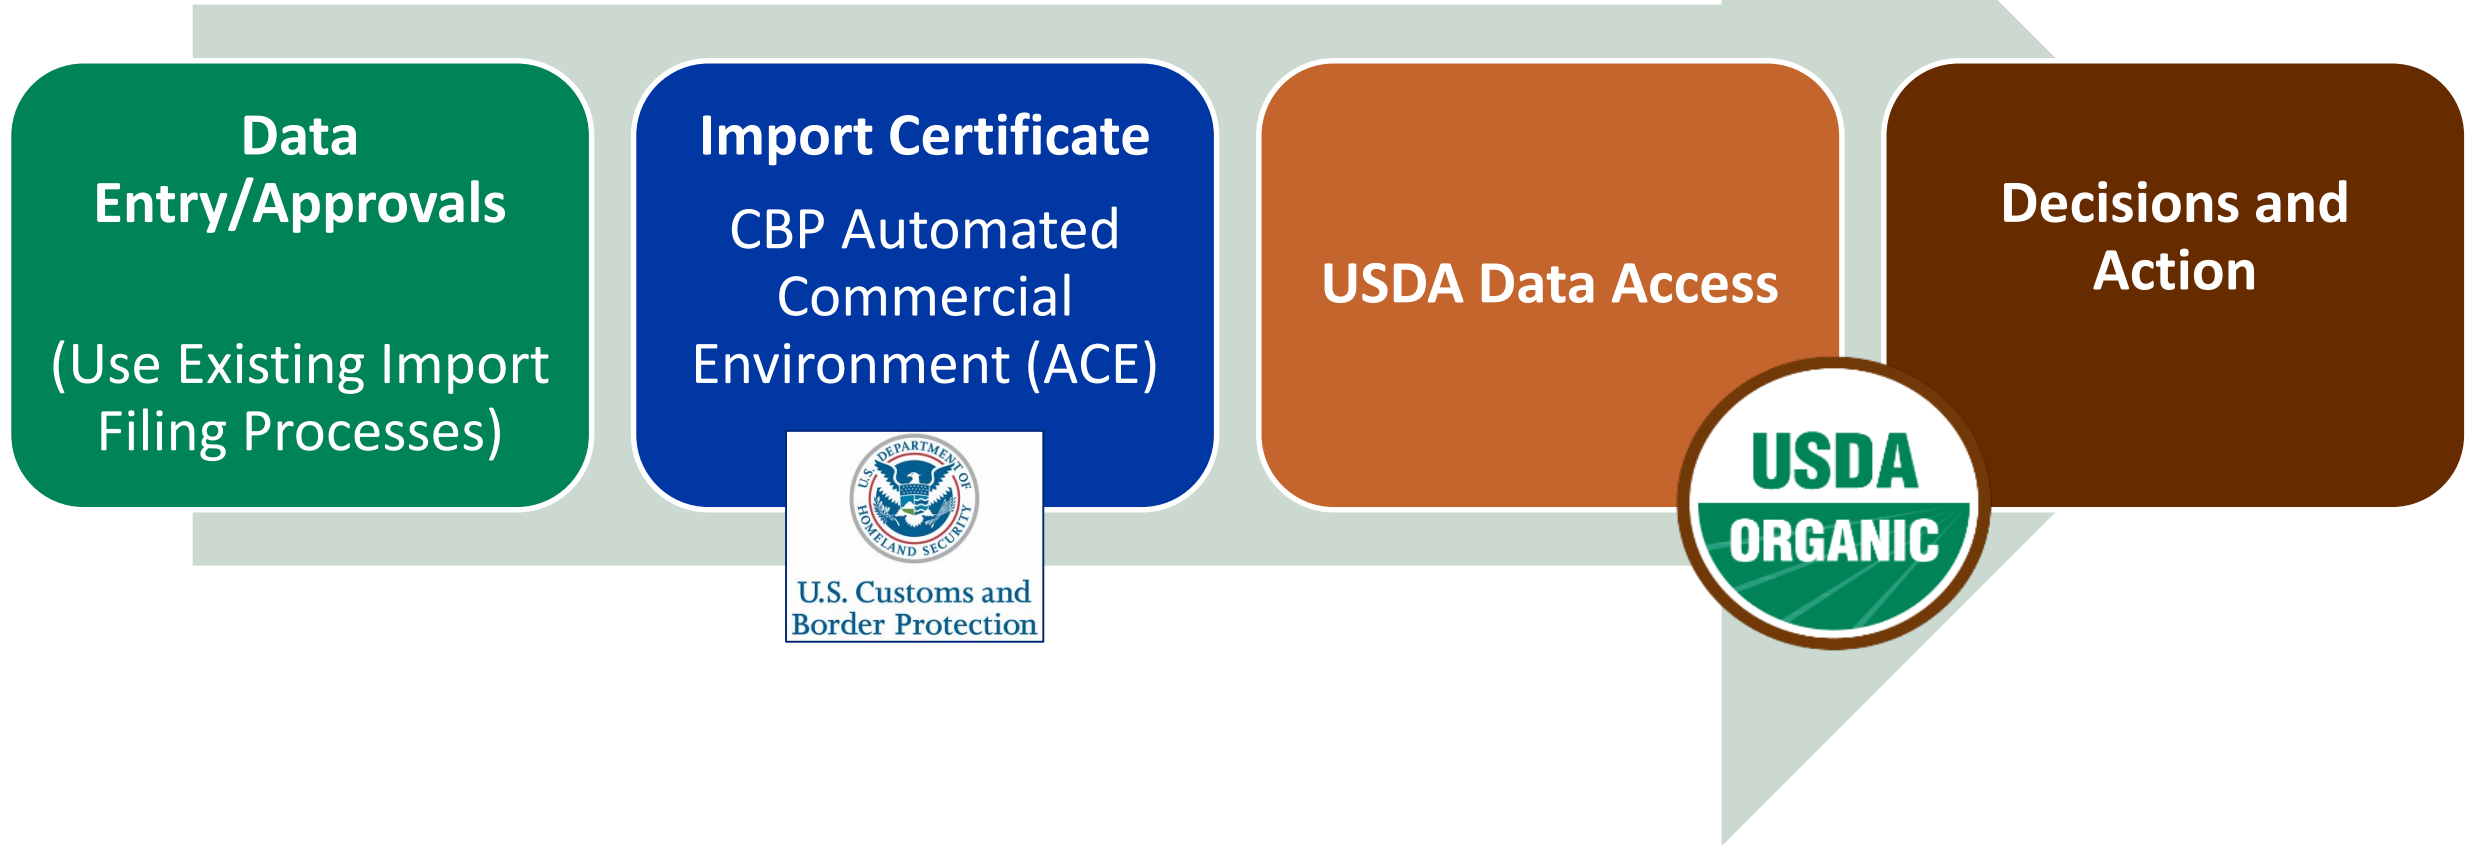 Data
Entry/Approvals
(Use Existing Import
Filing Processes)
Import Certificate
CBP Automated
Commercial
Environment (ACE)
U.S. DEPARTMENT OF
HOMELAND SECURITY
U.S. Customs and
Border Protection
USDA Data Access
USDA
ORGANIC
Decisions and
Action